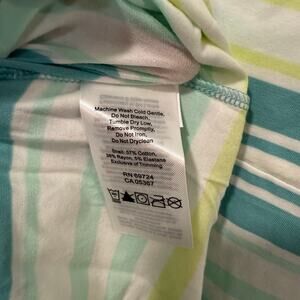 Machine Wash Cold Gentle,
Do Not Bleach,
Tumble Dry Low,
Remove Promptly,
Do Not Iron,
Do Not Dryclean
Shell: 57% Cotton,
38% Rayon, 5% Elastane
Exclusive of Trimming
RN 69724
CA 05367